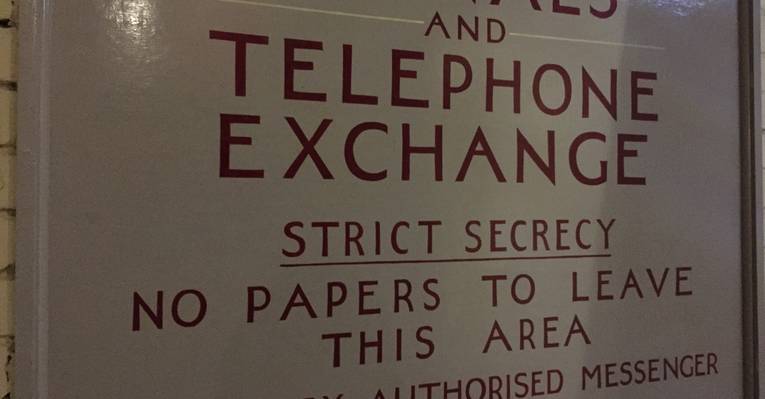 AND
TELEPHONE
EXCHANGE
STRICT SECRECY
NO PAPERS TO LEAVE
THIS AREA
AUTHORISED MESSENGER